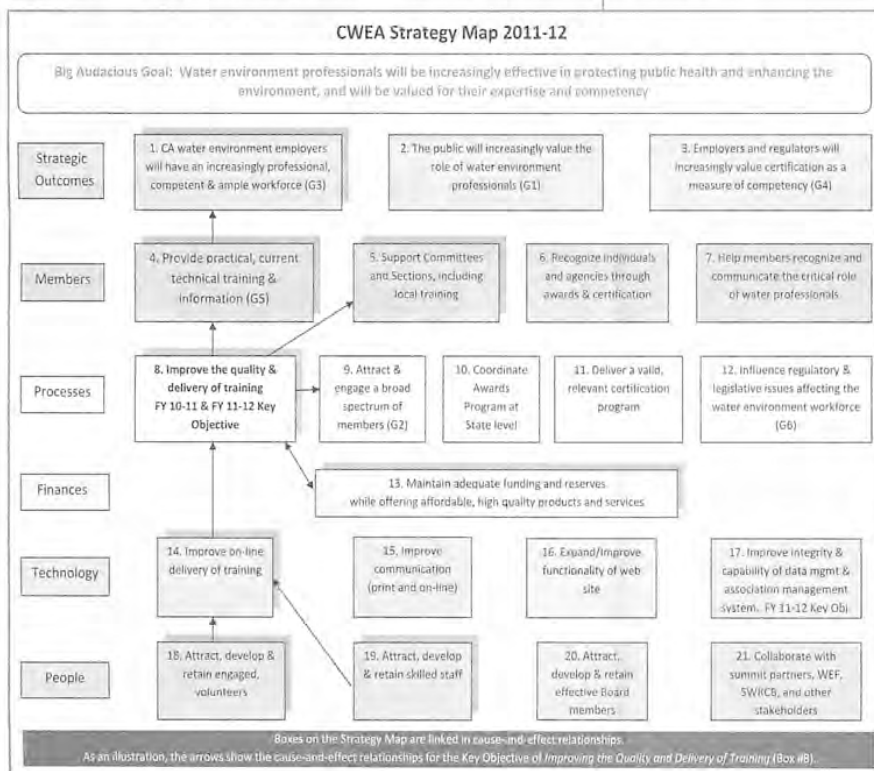 CWEA Strategy Map 2011-12
Big Audacious Goal: Water environment professionals will be increasingly effective in protecting public health and enhancing the
environment, and will be valued for their expertise and competency
Strategic
Outcomes
1. CA water environment employers
will have an increasingly professional,
competent & ample workforce (G3)
2. The public will increasingly value the
role of water environment
professionals (G1)
3. Employers and regulators will
increasingly value certification as a
measure of competency (G4)
Members
4. Provide practical, current
technical training &
information (G5)
5. Support Committees
and Sections, including
local training
6. Recognize individuals
and agencies through
awards & certification
7. Help members recognize and
communicate the critical role
of water professionals
Processes
8. Improve the quality &
delivery of training
FY 10-11 & FY 11-12 Key
Objective
9. Attract &
engage a broad
spectrum of
members (G2)
10. Coordinate
Awards
Program at
State level
11. Deliver a valid,
relevant certification
program
12. Influence regulatory &
legislative issues affecting the
water environment workforce
(G6)
Finances
13. Maintain adequate funding and reserves
while offering affordable, high quality products and services
Technology
14. Improve on-line
delivery of training
15. Improve
communication
(print and on-line)
16. Expand/improve
functionality of web
site
17. Improve integrity &
capability of data mgmt &
association management
system. FY 11-12 Key Obj
People
18. Attract, develop &
retain engaged,
volunteers
19. Attract, develop
& retain skilled staff
20. Attract,
develop & retain
effective Board
members
21. Collaborate with
summit partners, WEF,
SWRCB, and other
stakeholders
Boxes on the Strategy Map are linked in cause-and-effect relationships.
As an illustration, the arrows show the cause-and-effect relationships for the Key Objective of Improving the Quality and Delivery of Training (Box #8).